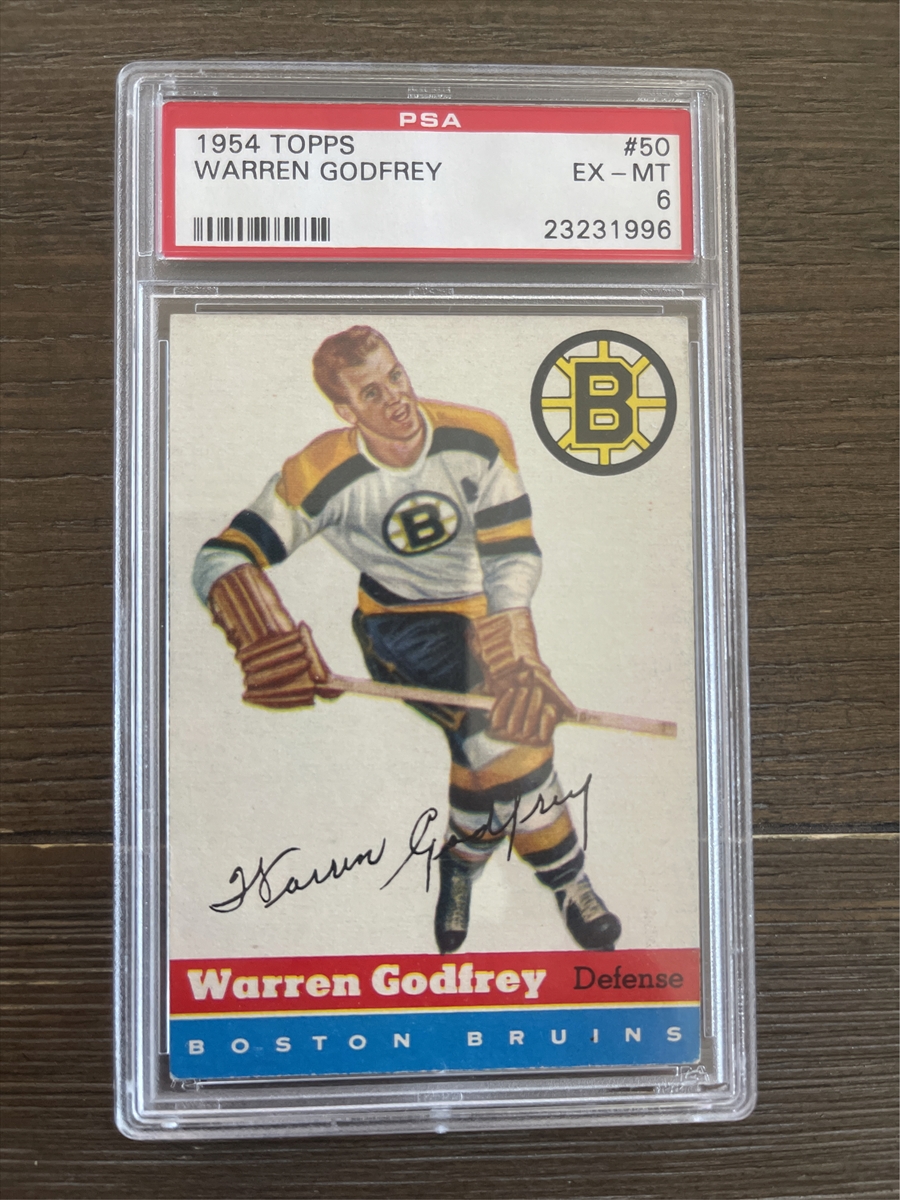 PSA
1954 TOPPS #50
WARREN GODFREY EX - MT
6
23231996
B
B
Warren Godfrey
Warren Godfrey Defense
BOSTON BRUINS